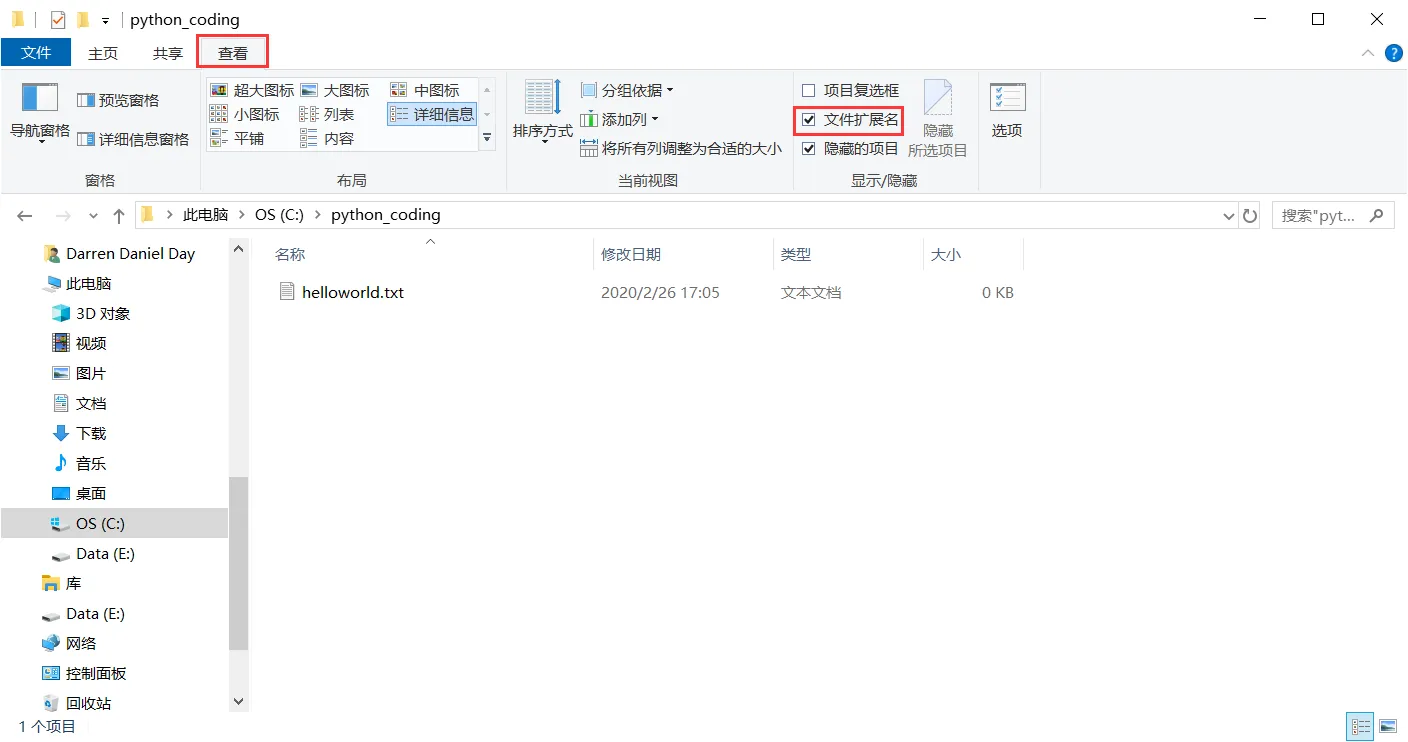 python_coding
文件 主页 共享 查看
导航窗格
预览窗格
详细信息窗格
窗格
超大图标 大图标 中图标
小图标 列表 详细信息
平铺 内容
布局
排序方式
分组依据
添加列
将所有列调整为合适的大小
当前视图
项目复选框
文件扩展名
隐藏的项目
隐藏
所选项目
显示/隐藏
选项
此电脑 OS (C:) python_coding
搜索"pyt...
Darren Daniel Day
此电脑
3D 对象
视频
图片
文档
下载
音乐
桌面
OS (C:)
Data (E:)
库
Data (E:)
网络
控制面板
回收站
名称 修改日期 类型 大小
helloworld.txt 2020/2/26 17:05 文本文档 0 KB
1 个项目